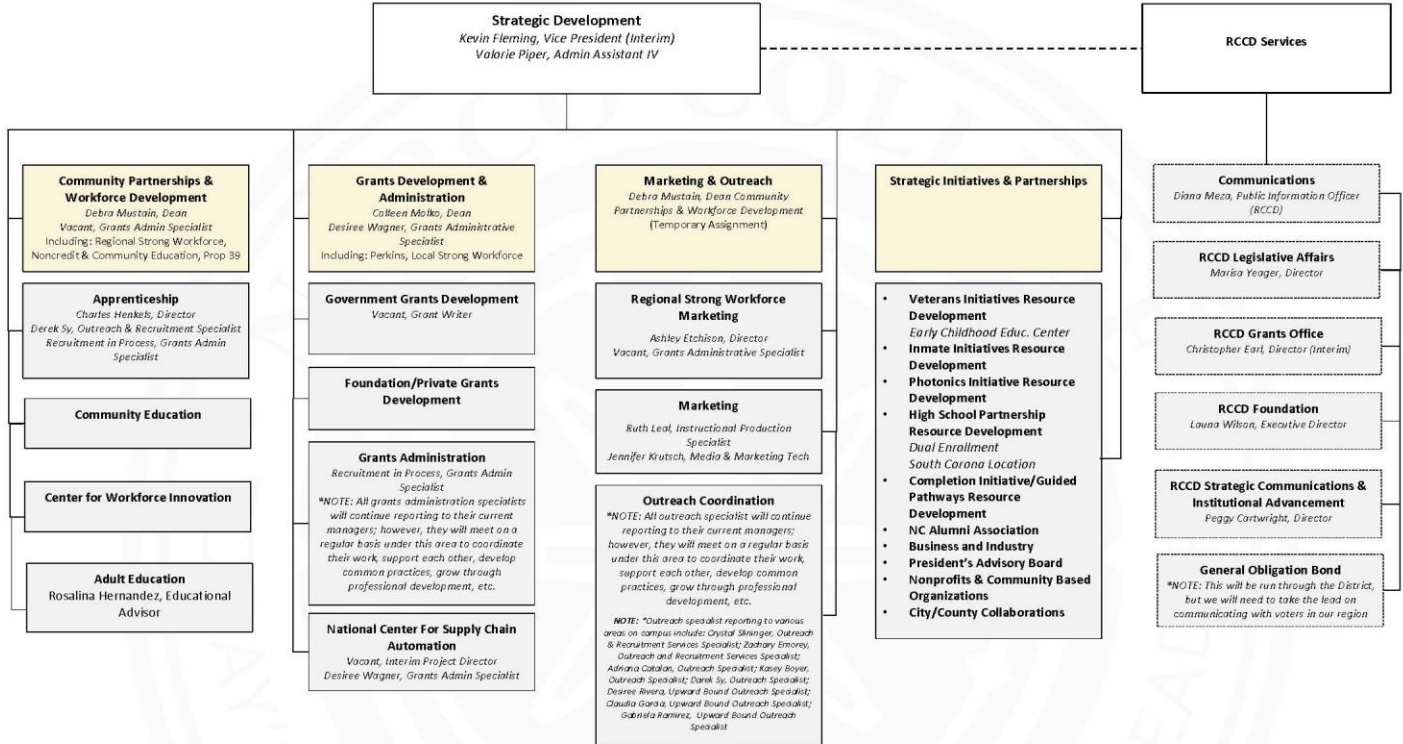 Strategic Development
Kevin Fleming, Vice President (Interim)
Valorie Piper, Admin Assistant IV
RCCD Services
Community Partnerships &
Workforce Development
Debra Mustain, Dean
Vacant, Grants Admin Specialist
Including: Regional Strong Workforce,
Noncredit & Community Education, Prop 39
Apprenticeship
Charles Henkels, Director
Derek Sy, Outreach & Recruitment Specialist
Recruitment in Process, Grants Admin
Specialist
Community Education
Center for Workforce Innovation
Adult Education
Rosalina Hernandez, Educational
Advisor
Grants Development &
Administration
Colleen Molko, Dean
Desiree Wagner, Grants Administrative
Specialist
Including: Perkins, Local Strong Workforce
Government Grants Development
Vacant, Grant Writer
Foundation/Private Grants
Development
Grants Administration
Recruitment in Process, Grants Admin
Specialist
*NOTE: All grants administration specialists
will continue reporting to their current
managers; however, they will meet on a
regular basis under this area to coordinate
their work, support each other, develop
common practices, grow through
professional development, etc.
National Center For Supply Chain
Automation
Vacant, Interim Project Director
Desiree Wagner, Grants Admin Specialist
Marketing & Outreach
Debra Mustain, Dean Community
Partnerships & Workforce Development
(Temporary Assignment)
Regional Strong Workforce
Marketing
Ashley Etchison, Director
Vacant, Grants Administrative Specialist
Marketing
Ruth Leal, Instructional Production
Specialist
Jennifer Krutsch, Media & Marketing Tech
Outreach Coordination
*NOTE: All outreach specialist will continue
reporting to their current managers;
however, they will meet on a regular basis
under this area to coordinate their work,
support each other, develop common
practices, grow through professional
development, etc.
NOTE: *Outreach specialist reporting to various
areas on campus include: Crystal Slininger, Outreach
& Recruitment Services Specialist; Zachary Emorey,
Outreach and Recruitment Services Specialist;
Adriana Catalan, Outreach Specialist; Kasey Boyer,
Outreach Specialist; Darek Sy, Outreach Specialist;
Desiree Rivera, Upward Bound Outreach Specialist;
Claudia Garcia, Upward Bound Outreach Specialist;
Gabriela Ramirez, Upward Bound Outreach
Specialist
Strategic Initiatives & Partnerships
• Veterans Initiatives Resource
Development
Early Childhood Educ. Center
• Inmate Initiatives Resource
Development
• Photonics Initiative Resource
Development
• High School Partnership
Resource Development
Dual Enrollment
South Corona Location
• Completion Initiative/Guided
Pathways Resource
Development
• NC Alumni Association
• Business and Industry
• President's Advisory Board
• Nonprofits & Community Based
Organizations
• City/County Collaborations
Communications
Diana Meza, Public Information Officer
(RCCD)
RCCD Legislative Affairs
Marisa Yeager, Director
RCCD Grants Office
Christopher Earl, Director (Interim)
RCCD Foundation
Launa Wilson, Executive Director
RCCD Strategic Communications &
Institutional Advancement
Peggy Cartwright, Director
General Obligation Bond
*NOTE: This will be run through the District,
but we will need to take the lead on
communicating with voters in our region